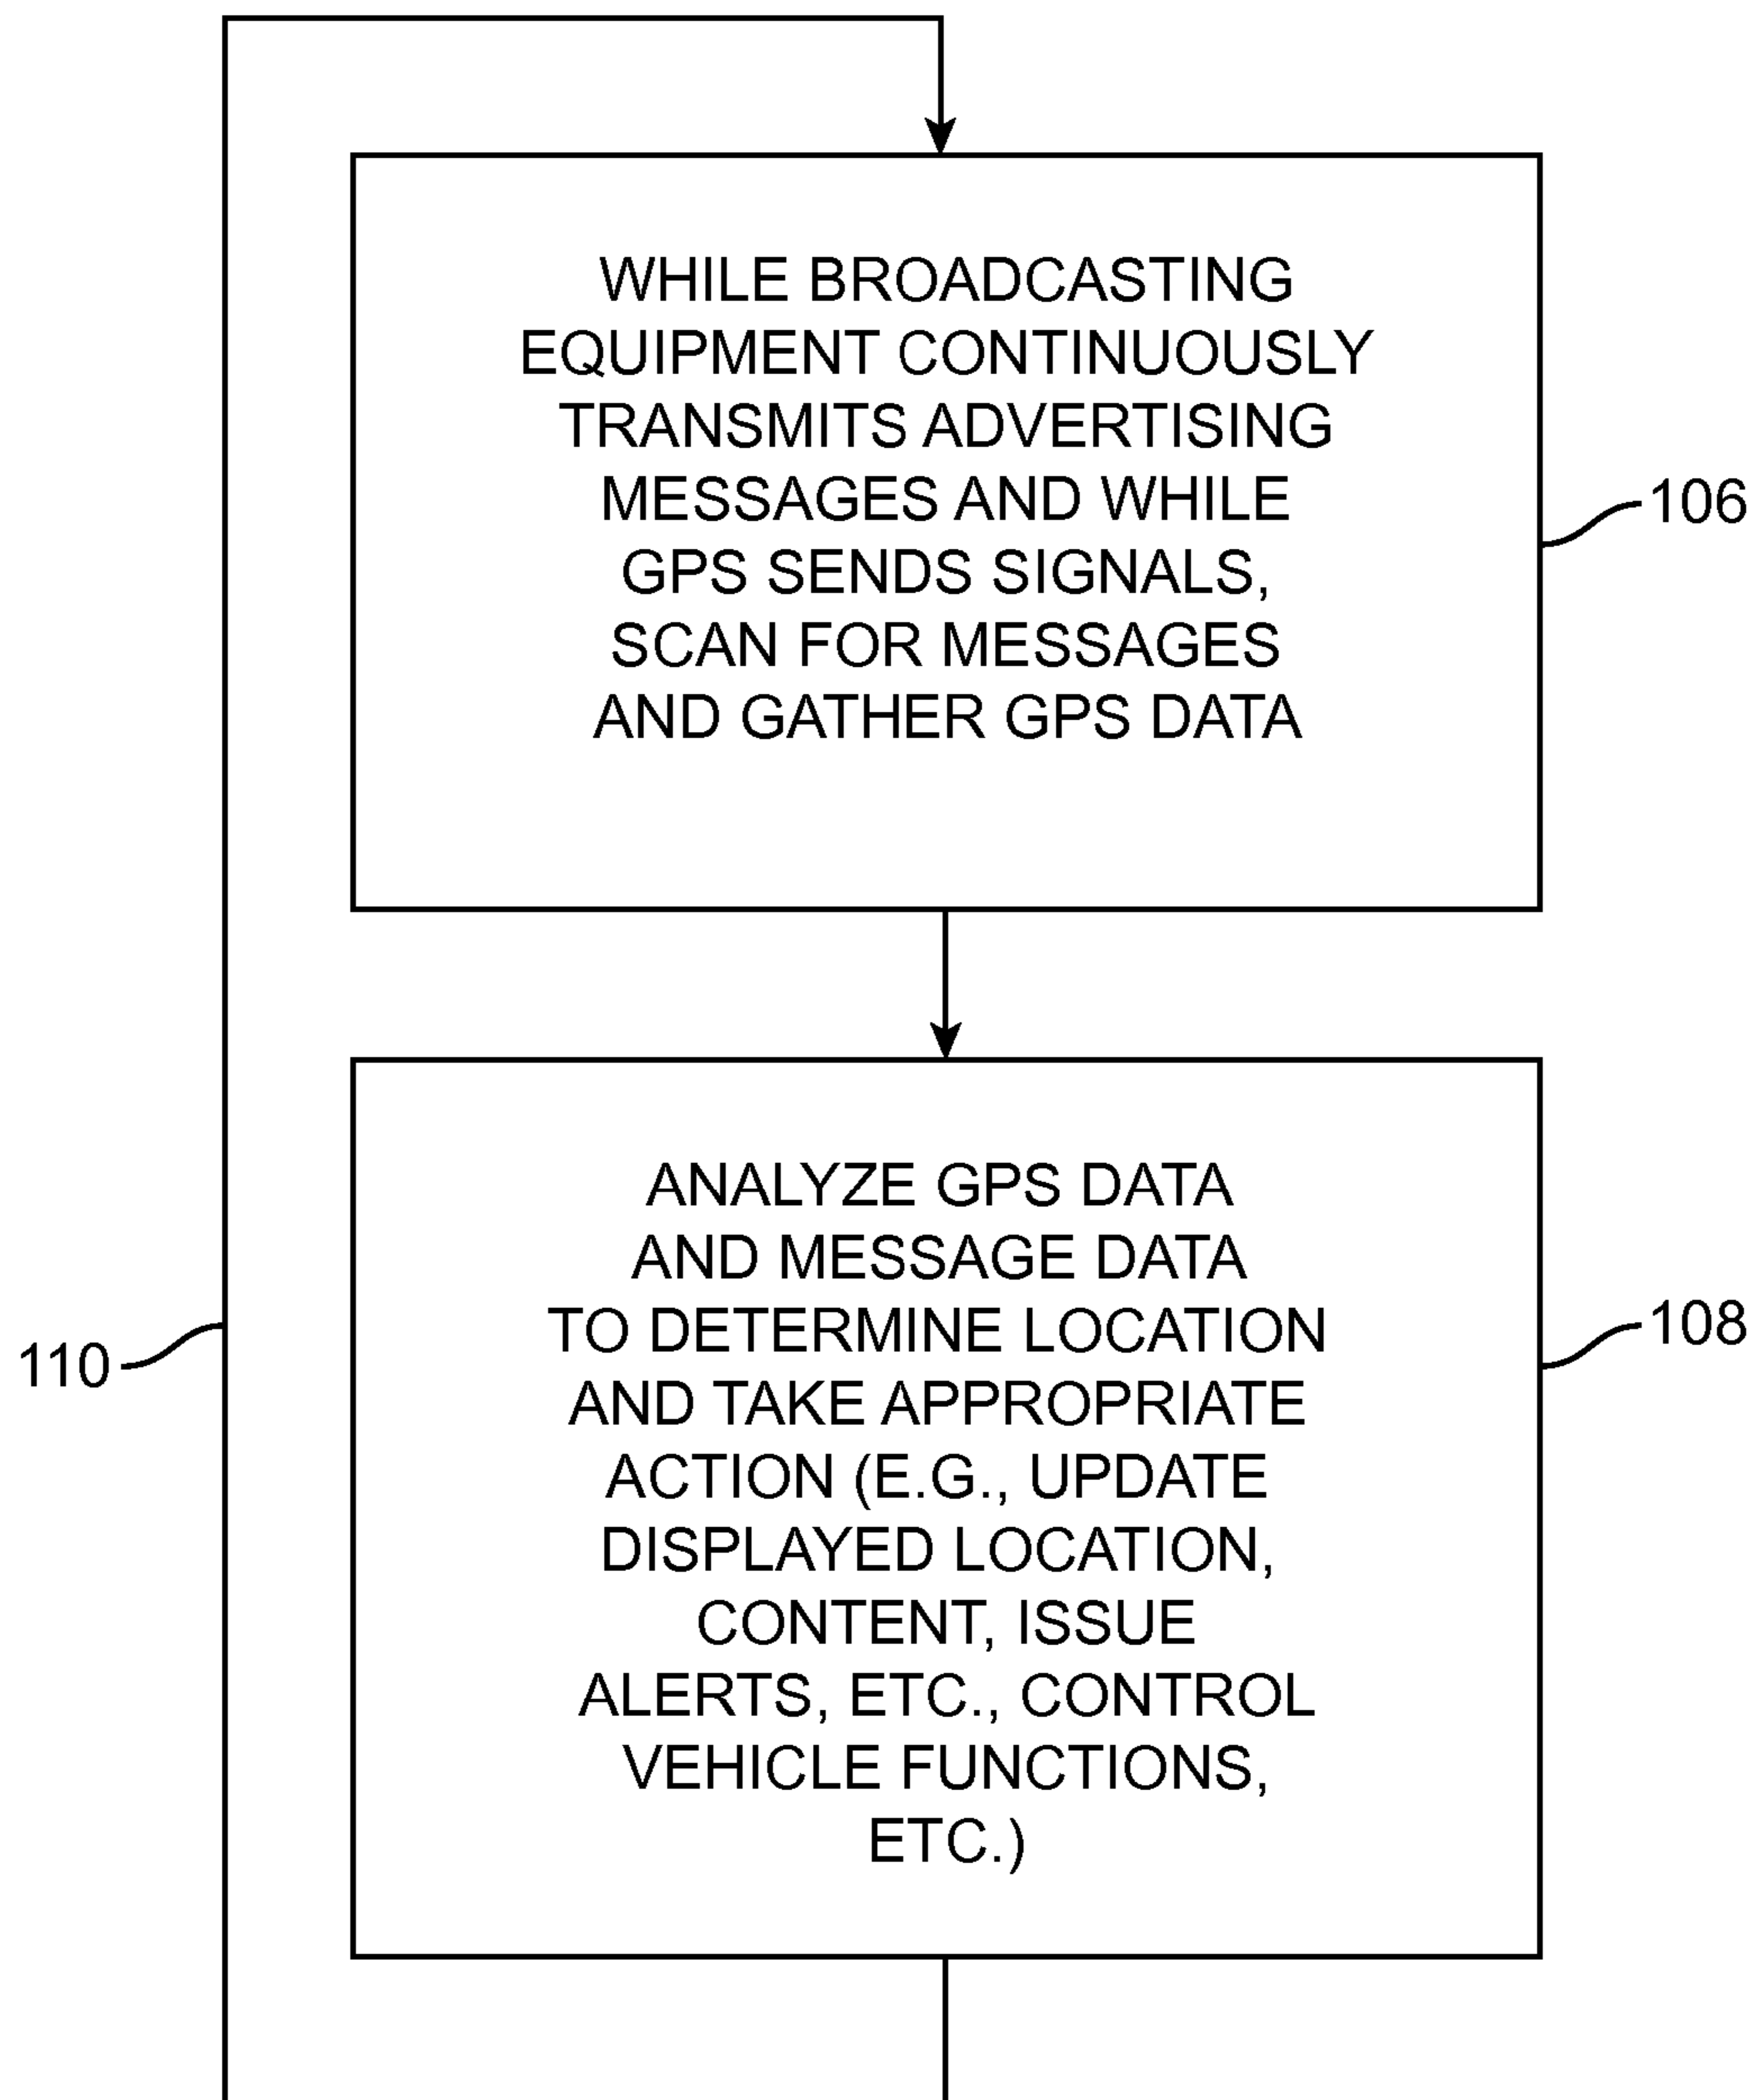 WHILE BROADCASTING
EQUIPMENT CONTINUOUSLY
TRANSMITS ADVERTISING
MESSAGES AND WHILE
GPS SENDS SIGNALS,
SCAN FOR MESSAGES
AND GATHER GPS DATA
106
ANALYZE GPS DATA
AND MESSAGE DATA
TO DETERMINE LOCATION
AND TAKE APPROPRIATE
ACTION (E.G., UPDATE
DISPLAYED LOCATION,
CONTENT, ISSUE
ALERTS, ETC., CONTROL
VEHICLE FUNCTIONS,
ETC.)
108
110